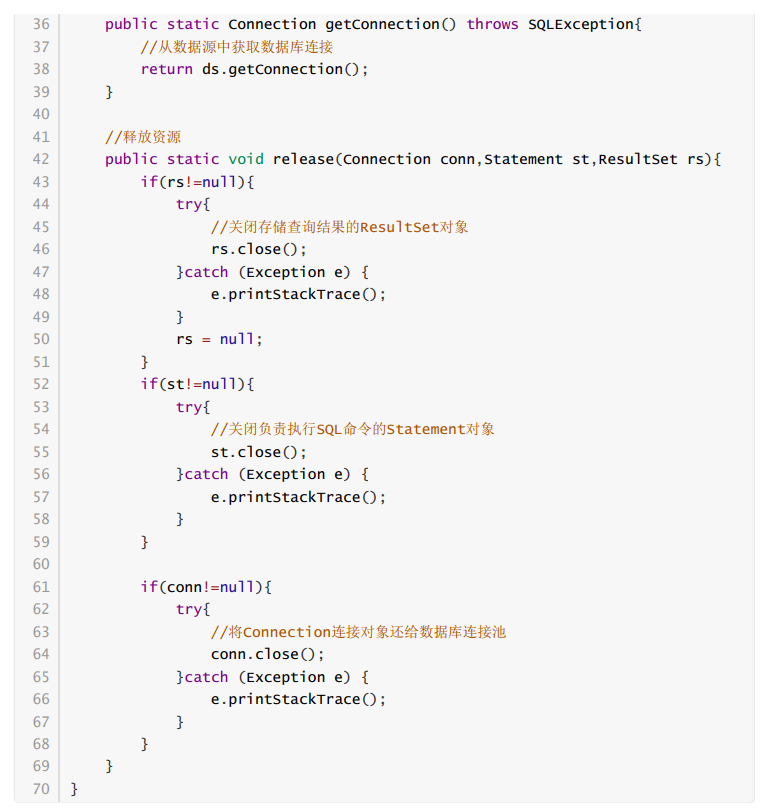 36 public static Connection getConnection() throws SQLException{
37 //从数据源中获取数据库连接
38 return ds.getConnection();
39 }
40
41 //释放资源
42 public static void release(Connection conn,Statement st,ResultSet rs){
43 if(rs!=null){
44 try{
45 //关闭存储查询结果的ResultSet对象
46 rs.close();
47 }catch (Exception e) {
48 e.printStackTrace();
49 }
50 rs = null;
51 }
52 if(st!=null){
53 try{
54 //关闭负责执行SQL命令的Statement对象
55 st.close();
56 }catch (Exception e) {
57 e.printStackTrace();
58 }
59 }
60
61 if(conn!=null){
62 try{
63 //将Connection连接对象还给数据库连接池
64 conn.close();
65 }catch (Exception e) {
66 e.printStackTrace();
67 }
68 }
69 }
70 }